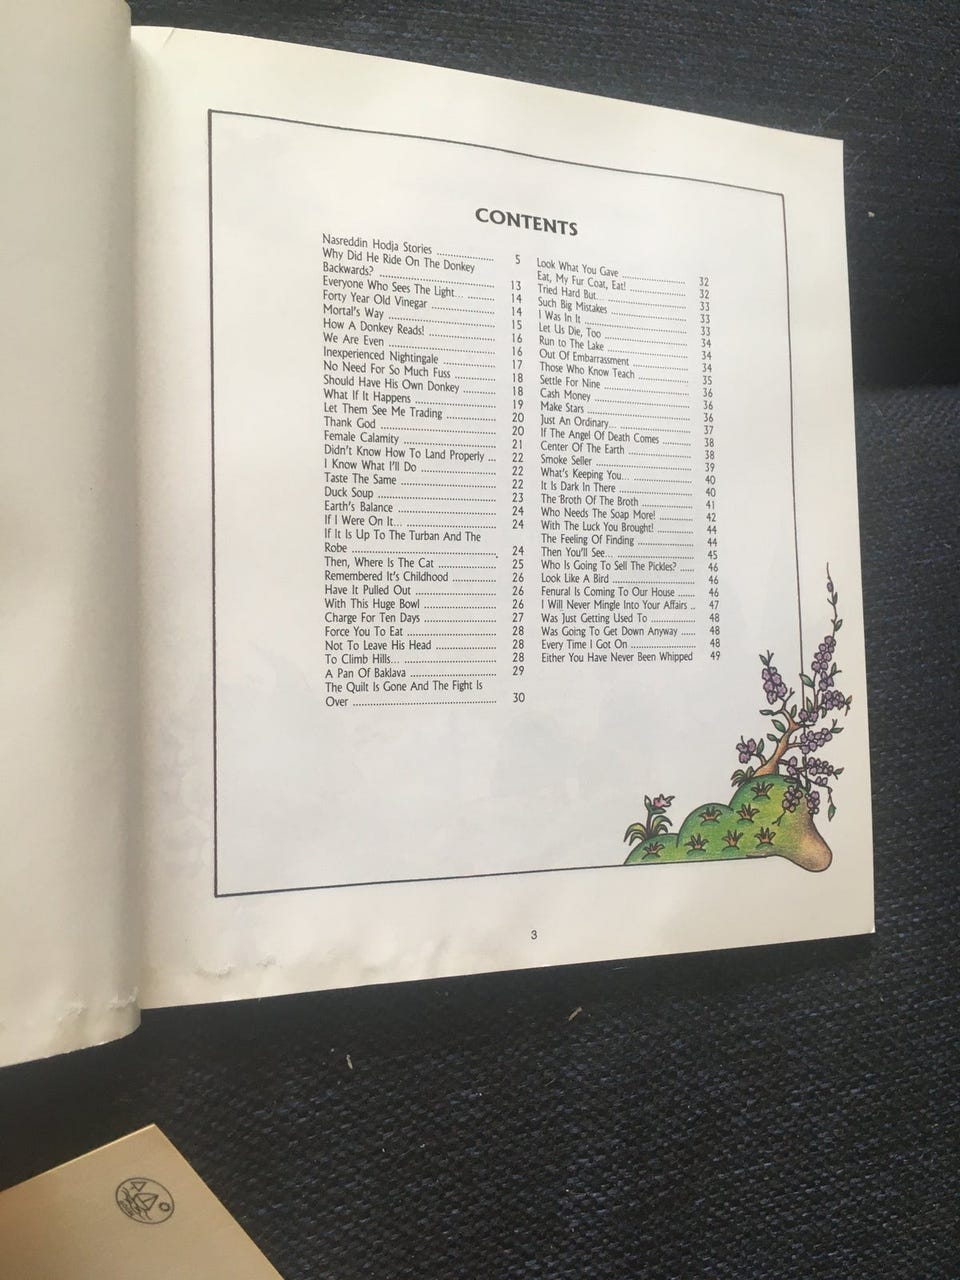 CONTENTS
Nasreddin Hodja Stories .................... 5
Why Did He Ride On The Donkey
Backwards? .................... 13
Everyone Who Sees The Light... .......... 14
Forty Year Old Vinegar .................... 14
Mortal's Way .................... 15
How A Donkey Reads! .................... 16
We Are Even .................... 16
Inexperienced Nightingale .................... 17
No Need For So Much Fuss .................... 18
Should Have His Own Donkey .......... 18
What If It Happens .................... 19
Let Them See Me Trading .................... 20
Thank God .................... 20
Female Calamity .................... 21
Didn't Know How To Land Properly ... 22
I Know What I'll Do .................... 22
Taste The Same .................... 22
Duck Soup .................... 23
Earth's Balance .................... 24
If I Were On It... .................... 24
If It Is Up To The Turban And The
Robe .................... 24
Then, Where Is The Cat .................... 25
Remembered It's Childhood .................... 26
Have It Pulled Out .................... 26
With This Huge Bowl .................... 26
Charge For Ten Days .................... 27
Force You To Eat .................... 28
Not To Leave His Head .................... 28
To Climb Hills... .................... 28
A Pan Of Baklava .................... 29
The Quilt Is Gone And The Fight Is
Over .................... 30
Look What You Gave .................... 32
Eat, My Fur Coat, Eat! .................... 32
Tried Hard But... .................... 33
Such Big Mistakes .................... 33
I Was In It .................... 33
Let Us Die, Too .................... 34
Run to The Lake .................... 34
Out Of Embarrassment .................... 34
Those Who Know Teach .................... 35
Settle For Nine .................... 36
Cash Money .................... 36
Make Stars .................... 36
Just An Ordinary... .................... 37
If The Angel Of Death Comes .......... 38
Center Of The Earth .................... 38
Smoke Seller .................... 39
What's Keeping You... .................... 40
It Is Dark In There .................... 40
The Broth Of The Broth .................... 41
Who Needs The Soap More! .......... 42
With The Luck You Brought! .......... 44
The Feeling Of Finding .................... 44
Then You'll See... .................... 45
Who Is Going To Sell The Pickles? ..... 46
Look Like A Bird .................... 46
Fenural Is Coming To Our House ...... 46
I Will Never Mingle Into Your Affairs .. 47
Was Just Getting Used To .................... 48
Was Going To Get Down Anyway ..... 48
Every Time I Got On .................... 48
Either You Have Never Been Whipped 49
3